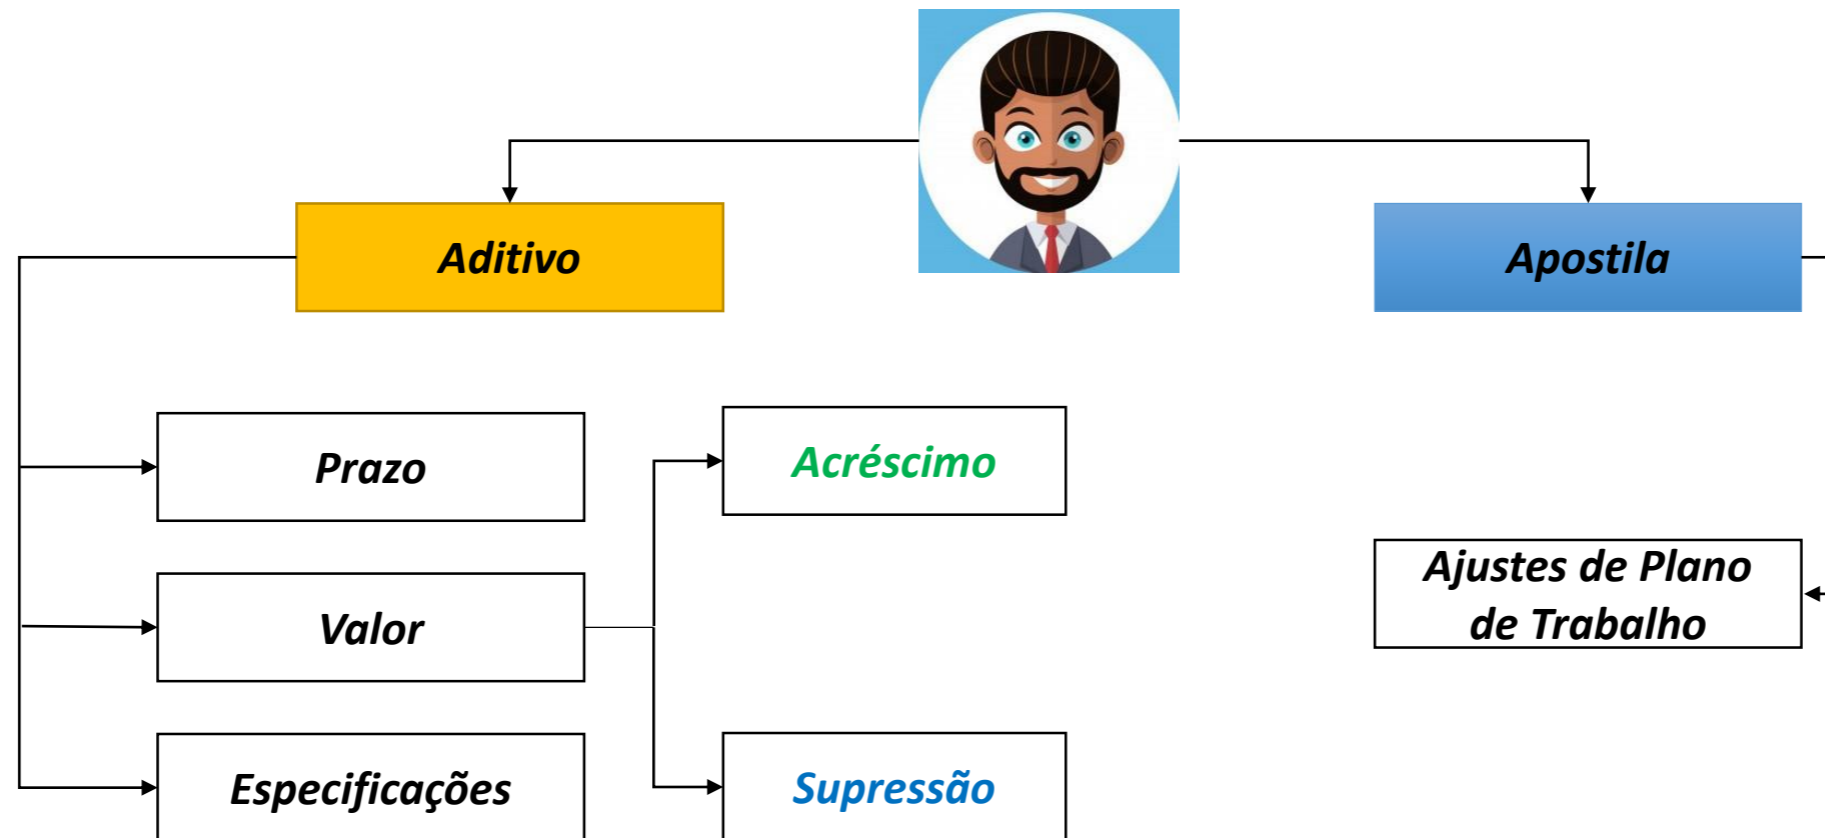 Aditivo
Apostila
Prazo
Acréscimo
Valor
Ajustes de Plano
de Trabalho
Especificações
Supressão